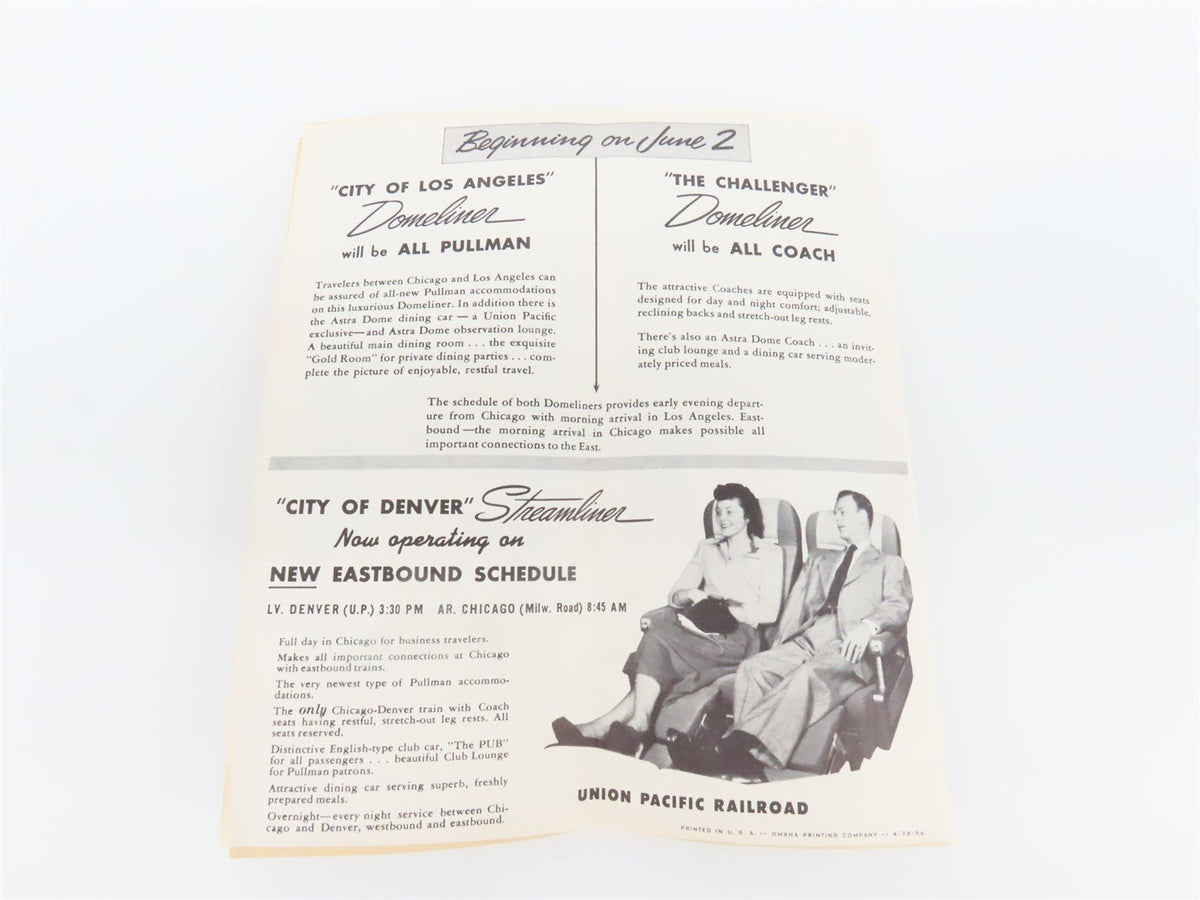 Beginning on June 2
"CITY OF LOS ANGELES"
Domeliner
will be ALL PULLMAN
Travelers between Chicago and Los Angeles can
be assured of all-new Pullman accommodations
on this luxurious Domeliner. In addition there is
the Astra Dome dining car — a Union Pacific
exclusive—and Astra Dome observation lounge.
A beautiful main dining room . . . the exquisite
"Gold Room" for private dining parties . . . com-
plete the picture of enjoyable, restful travel.
"THE CHALLENGER"
Domeliner
will be ALL COACH
The attractive Coaches are equipped with seats
designed for day and night comfort; adjustable,
reclining backs and stretch-out leg rests.
There's also an Astra Dome Coach . . . an invit-
ing club lounge and a dining car serving moder-
ately priced meals.
The schedule of both Domeliners provides early evening depart-
ure from Chicago with morning arrival in Los Angeles. East-
bound—the morning arrival in Chicago makes possible all
important connections to the East.
"CITY OF DENVER" Streamliner
Now operating on
NEW EASTBOUND SCHEDULE
LV. DENVER (U.P.) 3:30 PM AR. CHICAGO (Milw. Road) 8:45 AM
Full day in Chicago for business travelers.
Makes all important connections at Chicago
with eastbound trains.
The very newest type of Pullman accommo-
dations.
The only Chicago-Denver train with Coach
seats having restful, stretch-out leg rests. All
seats reserved.
Distinctive English-type club car, "The PUB"
for all passengers . . . beautiful Club Lounge
for Pullman patrons.
Attractive dining car serving superb, freshly
prepared meals.
Overnight—every night service between Chi-
cago and Denver, westbound and eastbound.
UNION PACIFIC RAILROAD
PRINTED IN U. S. A. -- OMAHA PRINTING COMPANY -- 4-28-56